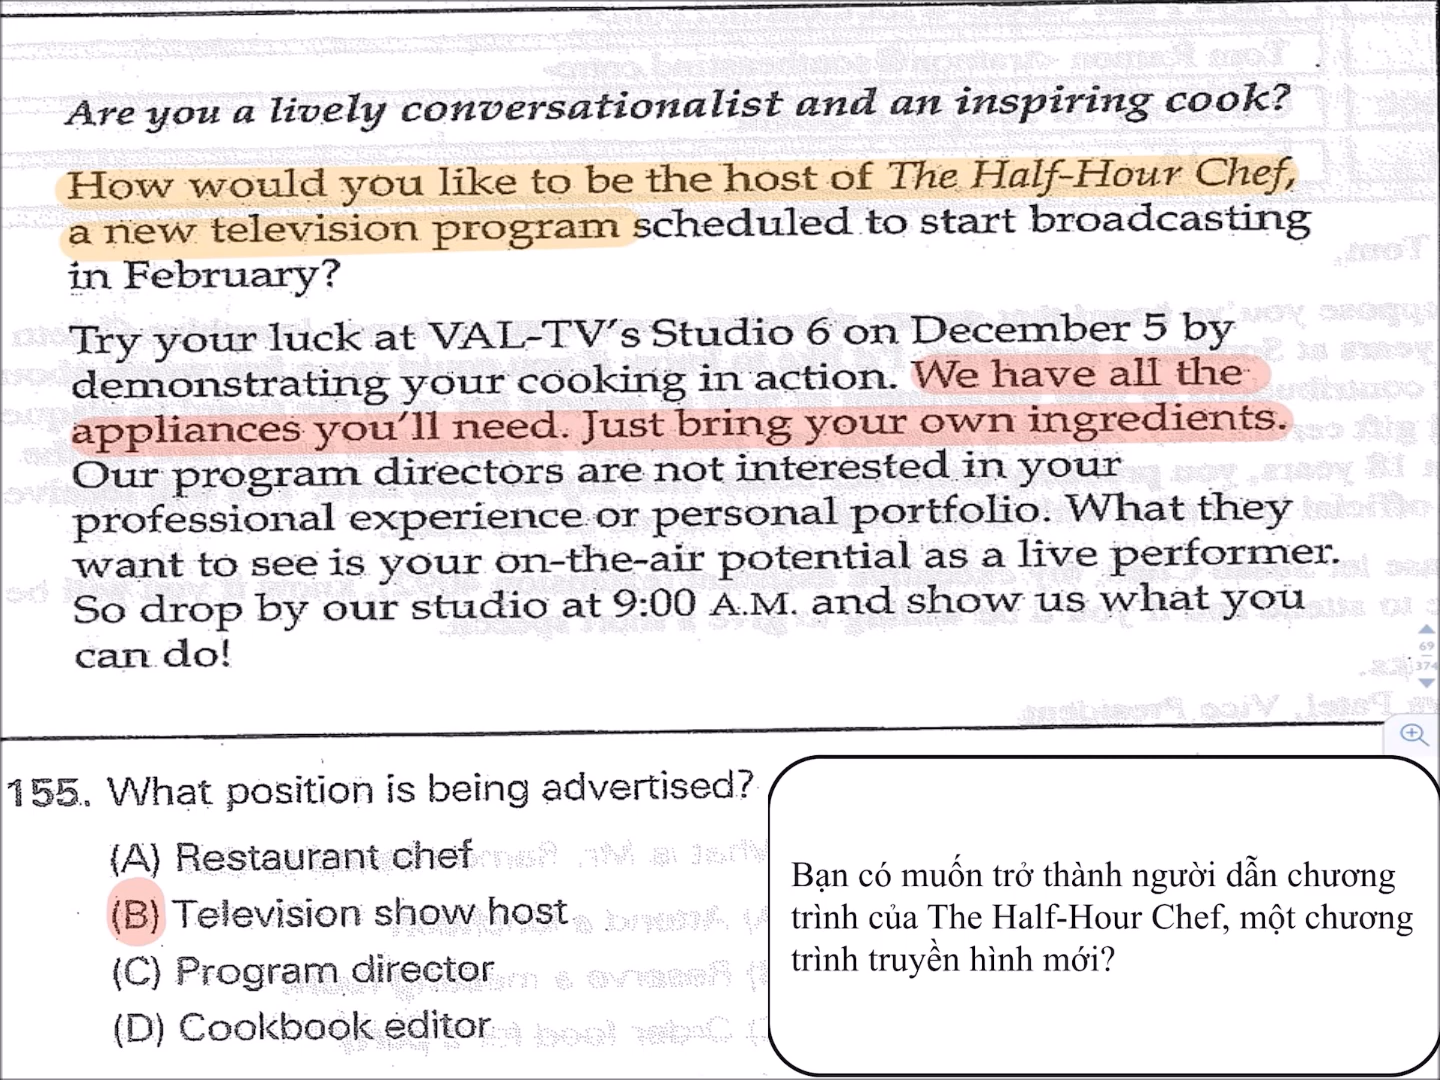 Are you a lively conversationalist and an inspiring cook?
How would you like to be the host of The Half-Hour Chef,
a new television program scheduled to start broadcasting
in February?
Try your luck at VAL-TV's Studio 6 on December 5 by
demonstrating your cooking in action. We have all the
appliances you'll need. Just bring your own ingredients.
Our program directors are not interested in your
professional experience or personal portfolio. What they
want to see is your on-the-air potential as a live performer.
So drop by our studio at 9:00 A.M. and show us what you
can do!
69
374
155. What position is being advertised?
(A) Restaurant chef
(B) Television show host
(C) Program director
(D) Cookbook editor
Bạn có muốn trở thành người dẫn chương
trình của The Half-Hour Chef, một chương
trình truyền hình mới?